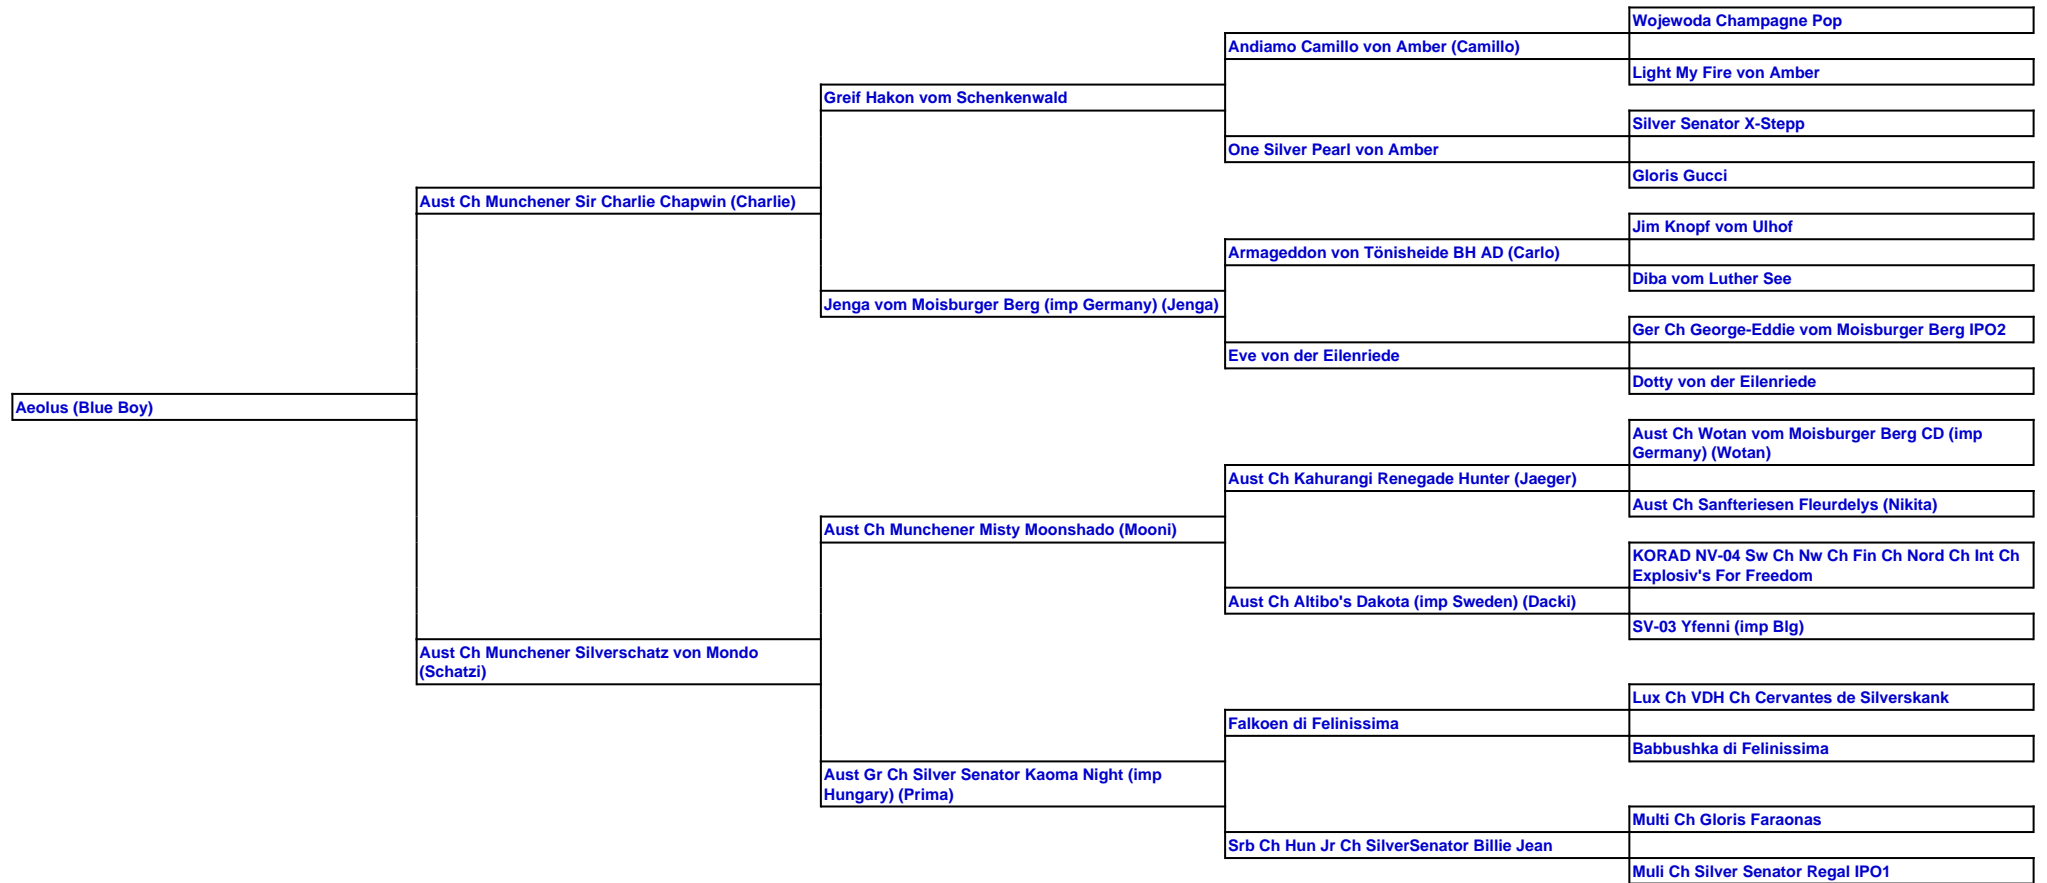 Wojewoda Champagne Pop
Andiamo Camillo von Amber (Camillo)
Light My Fire von Amber
Greif Hakon vom Schenkenwald
Silver Senator X-Stepp
One Silver Pearl von Amber
Gloris Gucci
Aust Ch Munchener Sir Charlie Chapwin (Charlie)
Jim Knopf vom Ulhof
Armageddon von Tönisheide BH AD (Carlo)
Diba vom Luther See
Jenga vom Moisburger Berg (imp Germany) (Jenga)
Ger Ch George-Eddie vom Moisburger Berg IPO2
Eve von der Eilenriede
Dotty von der Eilenriede
Aeolus (Blue Boy)
Aust Ch Wotan vom Moisburger Berg CD (imp
Germany) (Wotan)
Aust Ch Kahurangi Renegade Hunter (Jaeger)
Aust Ch Sanfteriesen Fleurdelys (Nikita)
Aust Ch Munchener Misty Moonshado (Mooni)
KORAD NV-04 Sw Ch Nw Ch Fin Ch Nord Ch Int Ch
Explosiv's For Freedom
Aust Ch Altibo's Dakota (imp Sweden) (Dacki)
SV-03 Yfenni (imp Blg)
Aust Ch Munchener Silverschatz von Mondo
(Schatzi)
Lux Ch VDH Ch Cervantes de Silverskank
Falkoen di Felinissima
Babbushka di Felinissima
Aust Gr Ch Silver Senator Kaoma Night (imp
Hungary) (Prima)
Multi Ch Gloris Faraonas
Srb Ch Hun Jr Ch SilverSenator Billie Jean
Muli Ch Silver Senator Regal IPO1